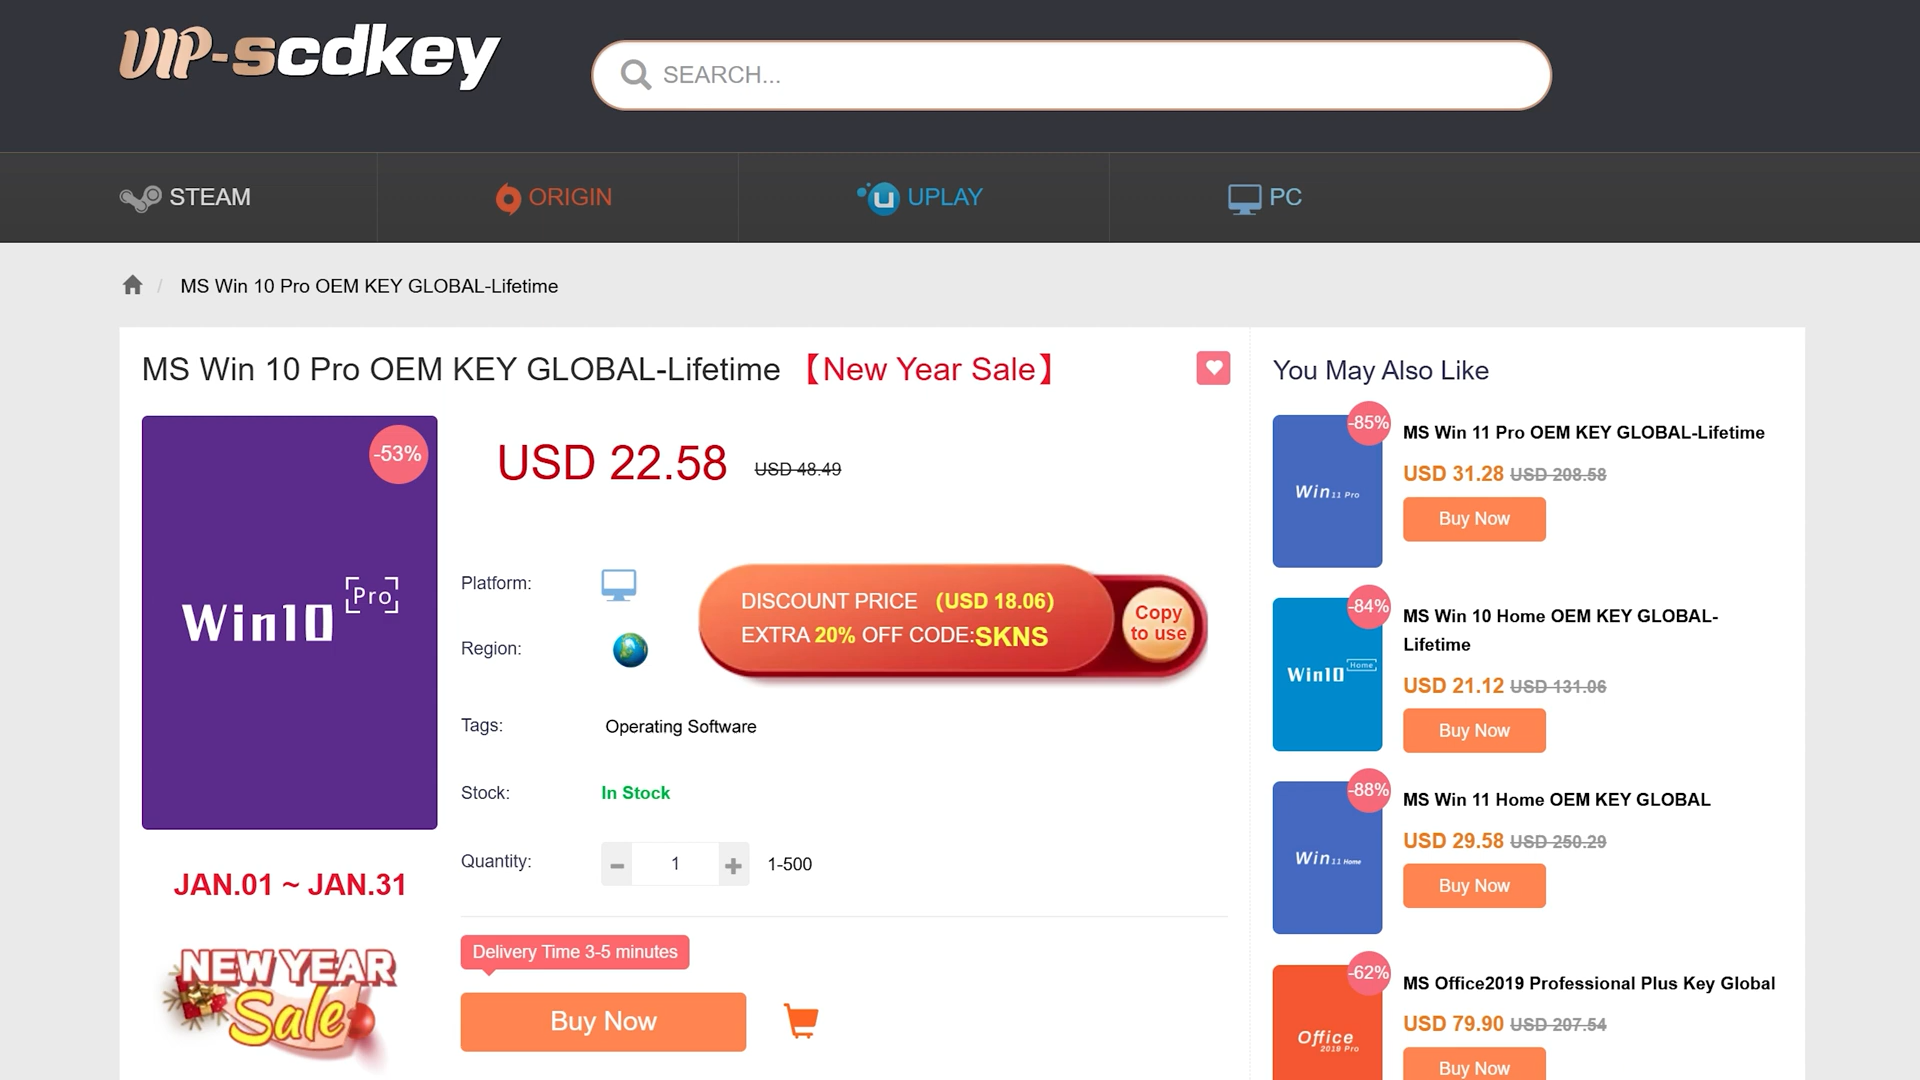 VIP-scdkey
SEARCH...
STEAM
ORIGIN
UPLAY
PC
/ MS Win 10 Pro OEM KEY GLOBAL-Lifetime
MS Win 10 Pro OEM KEY GLOBAL-Lifetime 【New Year Sale】
-53%
Win10 Pro
JAN.01 ~ JAN.31
NEW YEAR
Sale
USD 22.58 USD 48.49
Platform:
DISCOUNT PRICE (USD 18.06)
EXTRA 20% OFF CODE:SKNS
Copy
to use
Region:
Tags: Operating Software
Stock: In Stock
Quantity: 1 1-500
Delivery Time 3-5 minutes
Buy Now
You May Also Like
-85%
Win 11 Pro
MS Win 11 Pro OEM KEY GLOBAL-Lifetime
USD 31.28 USD 208.58
Buy Now
-84%
Win10 Home
MS Win 10 Home OEM KEY GLOBAL-
Lifetime
USD 21.12 USD 131.06
Buy Now
-88%
Win 11 Home
MS Win 11 Home OEM KEY GLOBAL
USD 29.58 USD 250.29
Buy Now
-62%
Office
2019 Pro
MS Office2019 Professional Plus Key Global
USD 79.90 USD 207.54
Buy Now